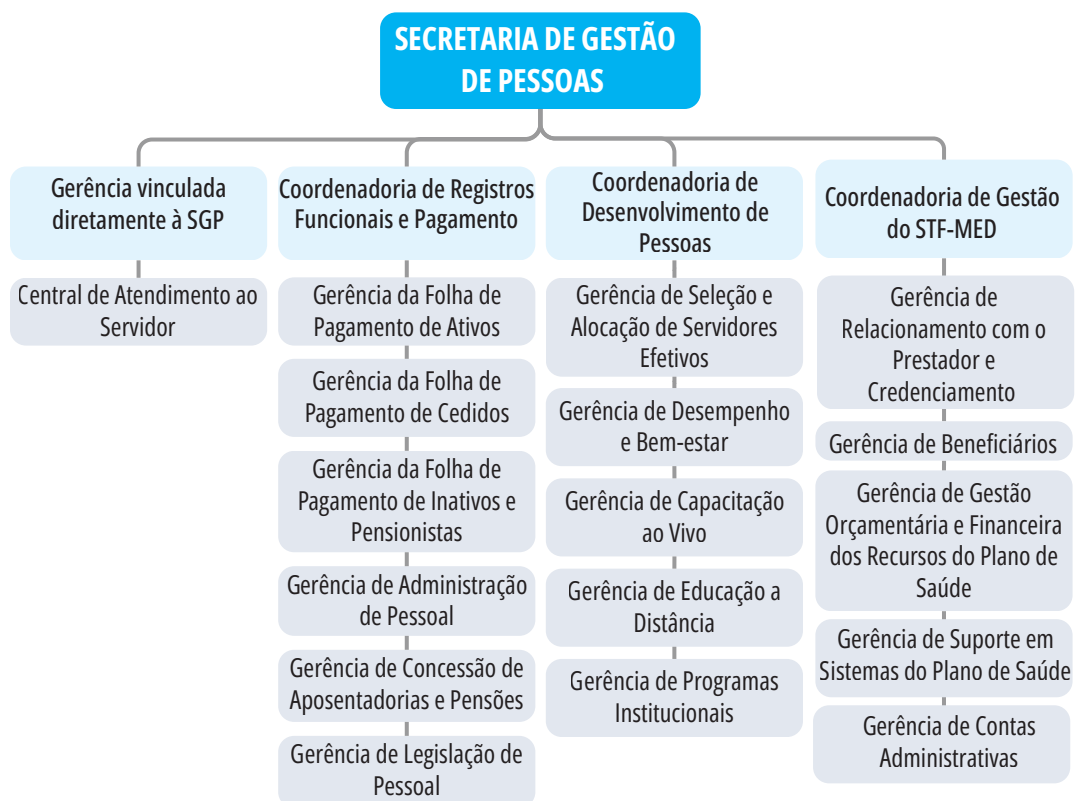 SECRETARIA DE GESTÃO
DE PESSOAS
Gerência vinculada
diretamente à SGP
Central de Atendimento ao
Servidor
Coordenadoria de Registros
Funcionais e Pagamento
Gerência da Folha de
Pagamento de Ativos
Gerência da Folha de
Pagamento de Cedidos
Gerência da Folha de
Pagamento de Inativos e
Pensionistas
Gerência de Administração
de Pessoal
Gerência de Concessão de
Aposentadorias e Pensões
Gerência de Legislação de
Pessoal
Coordenadoria de
Desenvolvimento de
Pessoas
Gerência de Seleção e
Alocação de Servidores
Efetivos
Gerência de Desempenho
e Bem-estar
Gerência de Capacitação
ao Vivo
Gerência de Educação a
Distância
Gerência de Programas
Institucionais
Coordenadoria de Gestão
do STF-MED
Gerência de
Relacionamento com o
Prestador e
Credenciamento
Gerência de Beneficiários
Gerência de Gestão
Orçamentária e Financeira
dos Recursos do Plano de
Saúde
Gerência de Suporte em
Sistemas do Plano de Saúde
Gerência de Contas
Administrativas